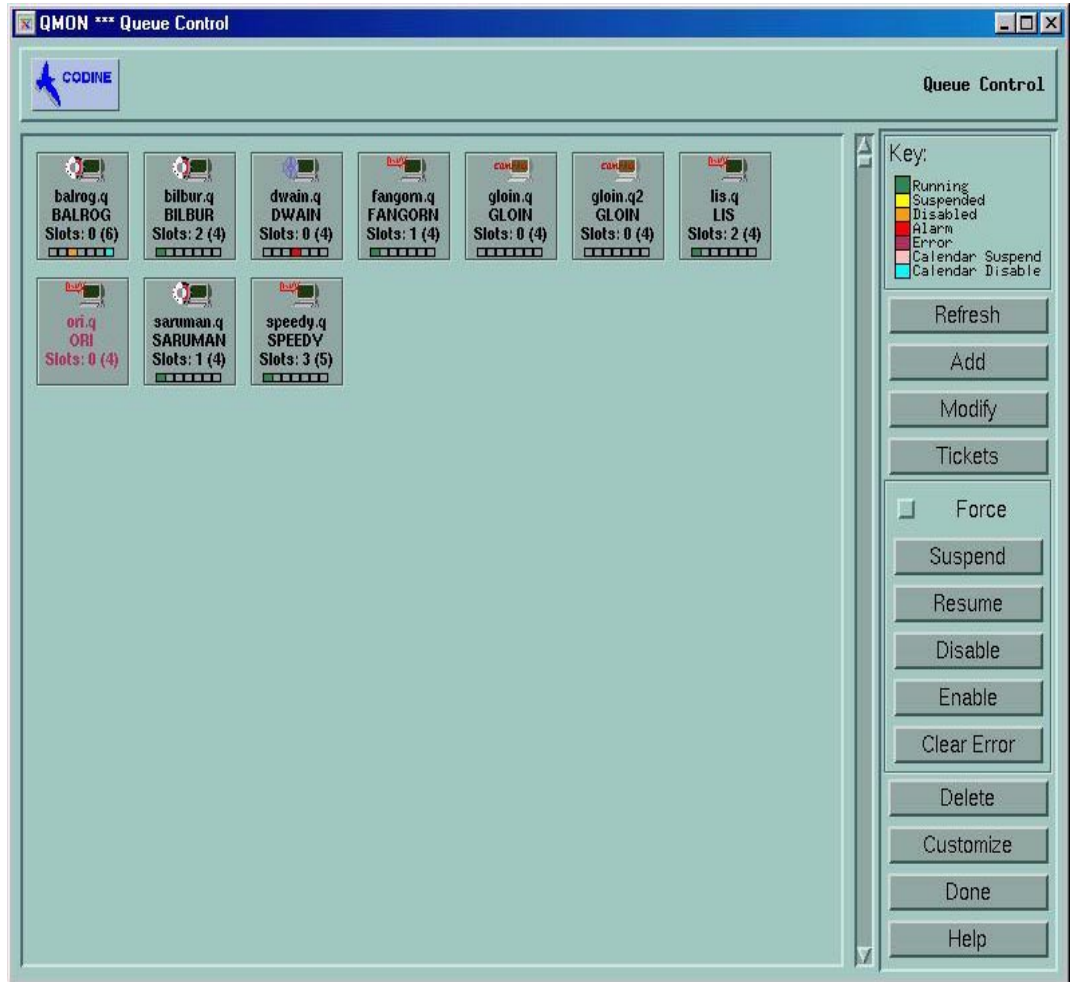 QMON *** Queue Control
CODINE
Queue Control
balrog.q
BALROG
Slots: 0 (6)
bilbur.q
BILBUR
Slots: 2 (4)
dwain.q
DWAIN
Slots: 0 (4)
fangorn.q
FANGORN
Slots: 1 (4)
gloin.q
GLOIN
Slots: 0 (4)
gloin.q2
GLOIN
Slots: 0 (4)
lis.q
LIS
Slots: 2 (4)
ori.q
ORI
Slots: 0 (4)
saruman.q
SARUMAN
Slots: 1 (4)
speedy.q
SPEEDY
Slots: 3 (5)
Key:
Running
Suspended
Disabled
Alarm
Error
Calendar Suspend
Calendar Disable
Refresh
Add
Modify
Tickets
Force
Suspend
Resume
Disable
Enable
Clear Error
Delete
Customize
Done
Help